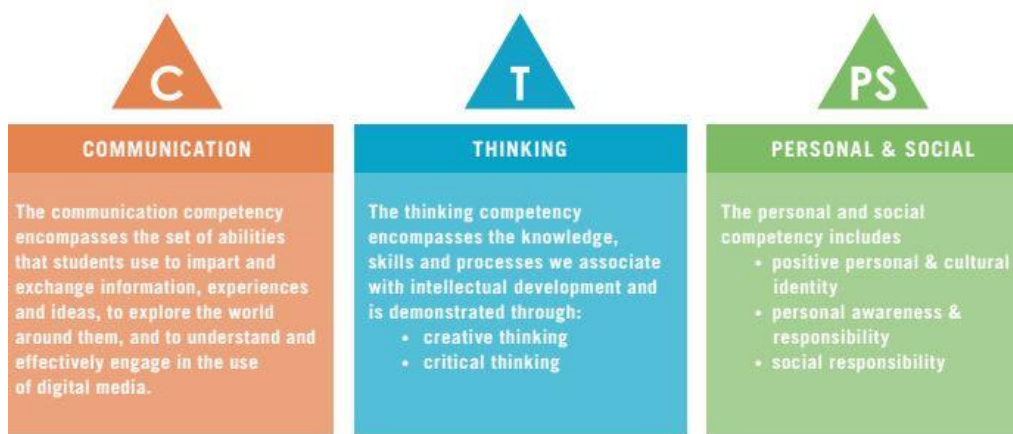 C
COMMUNICATION
The communication competency
encompasses the set of abilities
that students use to impart and
exchange information, experiences
and ideas, to explore the world
around them, and to understand and
effectively engage in the use
of digital media.
T
THINKING
The thinking competency
encompasses the knowledge,
skills and processes we associate
with intellectual development and
is demonstrated through:
• creative thinking
• critical thinking
PS
PERSONAL & SOCIAL
The personal and social
competency includes
• positive personal & cultural
identity
• personal awareness &
responsibility
• social responsibility